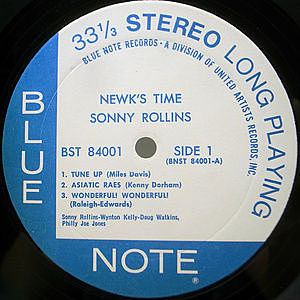 33⅓ STEREO LONG PLAYING
BLUE NOTE RECORDS - A DIVISION OF UNITED ARTISTS RECORDS, INC.
BLUE
NEWK'S TIME
SONNY ROLLINS
BST 84001 SIDE 1
(BNST 84001-A)
1. TUNE UP (Miles Davis)
2. ASIATIC RAES (Kenny Dorham)
3. WONDERFUL! WONDERFUL!
(Raleigh-Edwards)
Sonny Rollins-Wynton Kelly-Doug Watkins,
Philly Joe Jones
NOTE ®